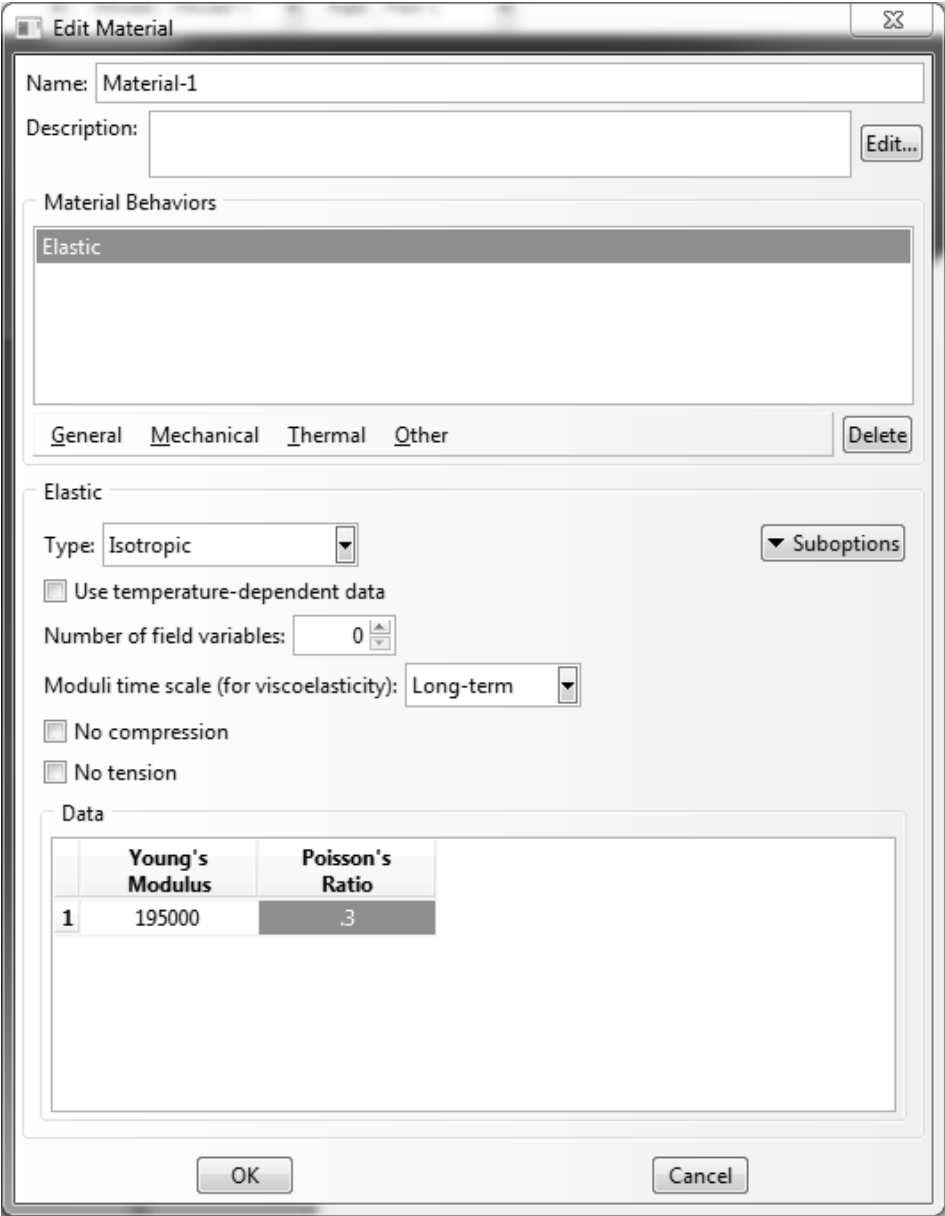 Edit Material
Name: Material-1
Description:
Edit...
Material Behaviors
Elastic
General Mechanical Thermal Other Delete
Elastic
Type: Isotropic Suboptions
Use temperature-dependent data
Number of field variables: 0
Moduli time scale (for viscoelasticity): Long-term
No compression
No tension
Data
Young's Modulus Poisson's Ratio
1 195000 .3
OK Cancel